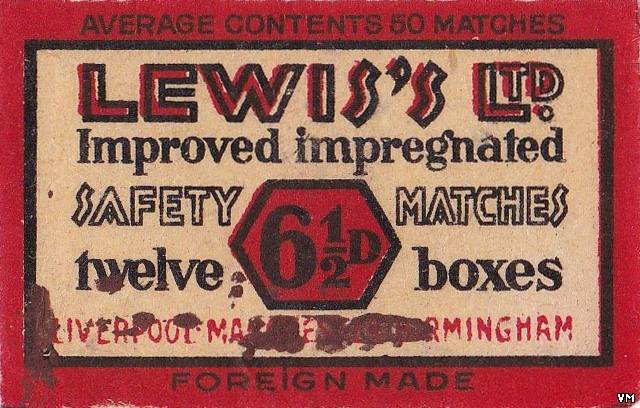 AVERAGE CONTENTS 50 MATCHES
LEWIS'S LTD.
Improved impregnated
SAFETY 6½D MATCHES
twelve boxes
LIVERPOOL
FOREIGN MADE
VM